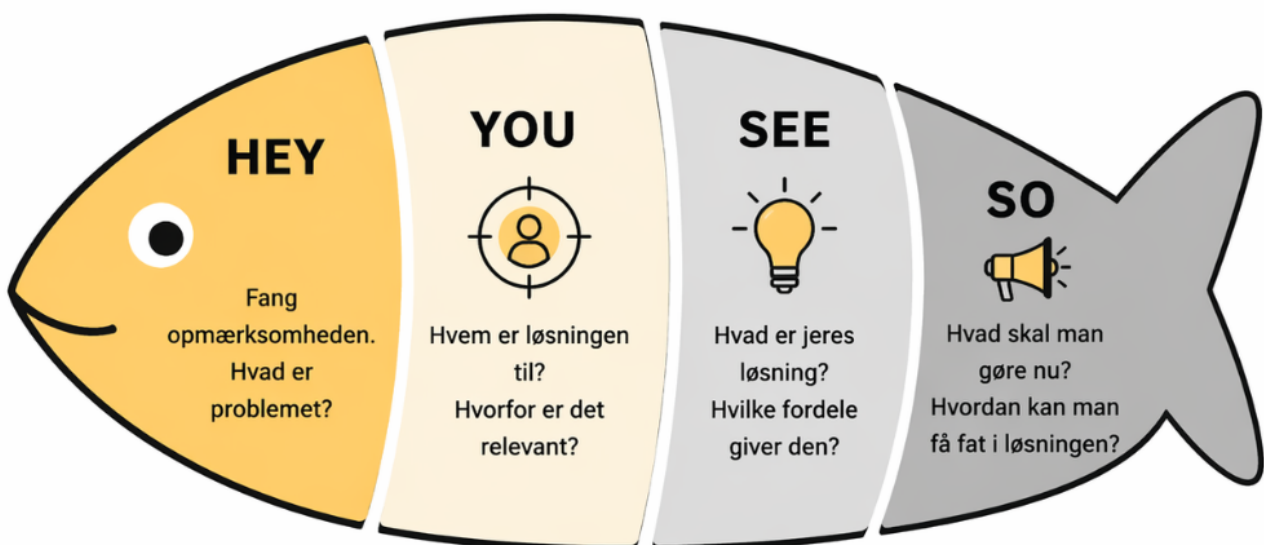 HEY
Fang
opmærksomheden.
Hvad er
problemet?
YOU
Hvem er løsningen
til?
Hvorfor er det
relevant?
SEE
Hvad er jeres
løsning?
Hvilke fordele
giver den?
SO
Hvad skal man
gøre nu?
Hvordan kan man
få fat i løsningen?